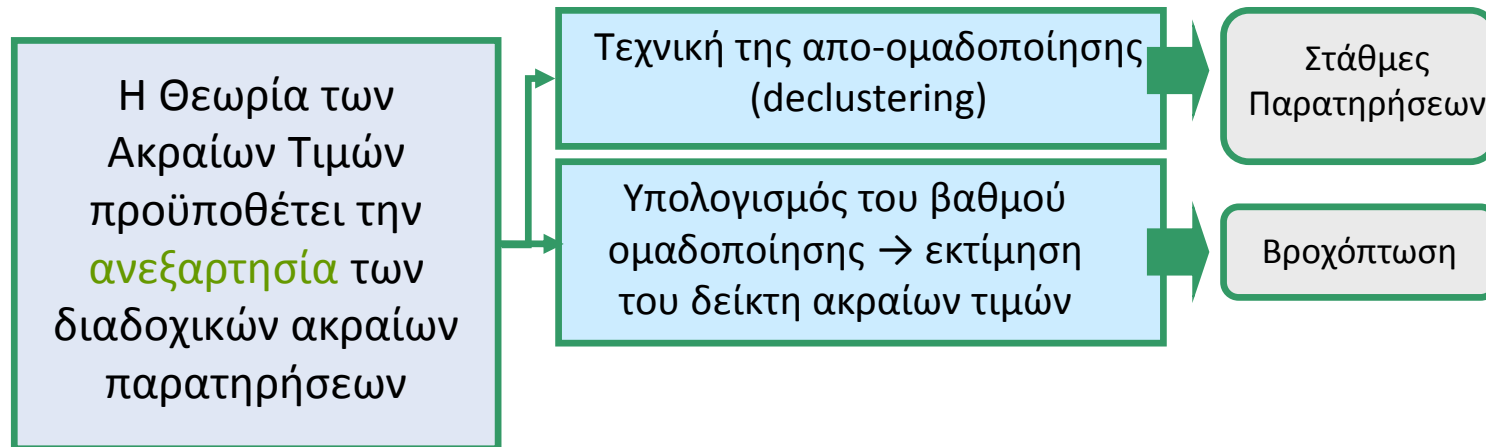 Η Θεωρία των
Ακραίων Τιμών
προϋποθέτει την
ανεξαρτησία των
διαδοχικών ακραίων
παρατηρήσεων
Τεχνική της απο-ομαδοποίησης
(declustering)
Στάθμες
Παρατηρήσεων
Υπολογισμός του βαθμού
ομαδοποίησης → εκτίμηση
του δείκτη ακραίων τιμών
Βροχόπτωση